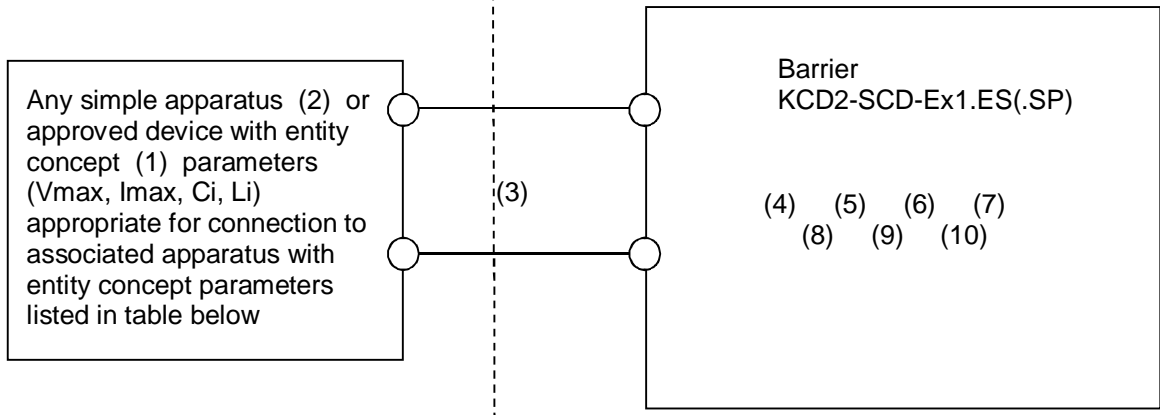 Any simple apparatus (2) or
approved device with entity
concept (1) parameters
(Vmax, Imax, Ci, Li)
appropriate for connection to
associated apparatus with
entity concept parameters
listed in table below
(3)
Barrier
KCD2-SCD-Ex1.ES(.SP)
(4) (5) (6) (7)
(8) (9) (10)